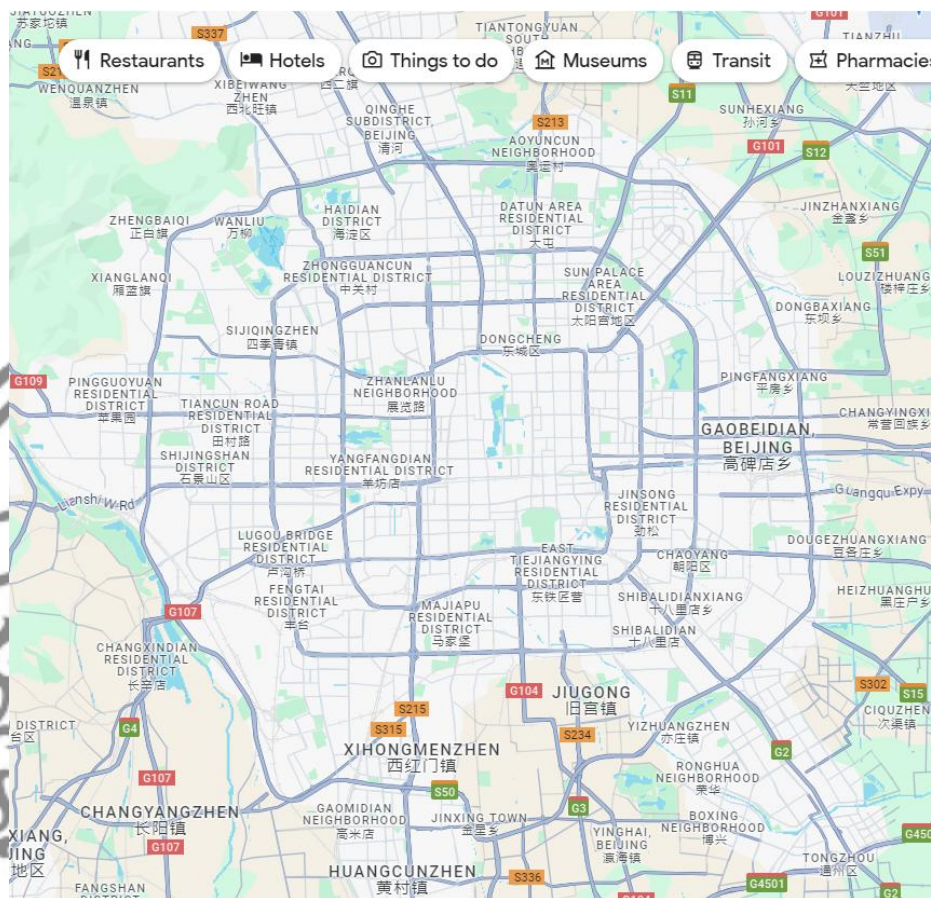 S337
G101
TIANTONGYUAN
SOUTH
TIANZHU
天竺地区
苏家坨镇
Restaurants
Hotels
Things to do
Museums
Transit
Pharmacies
WENQUANZHEN
温泉镇
XIBEIWANG
ZHEN
西北旺镇
西二旗
S11
QINGHE
SUBDISTRICT,
BEIJING
清河
S213
SUNHEXIANG
孙河乡
AOYUNCUN
NEIGHBORHOOD
奥运村
G101
S12
ZHENGBAIQI
正白旗
WANLIU
万柳
HAIDIAN
DISTRICT
海淀区
DATUN AREA
RESIDENTIAL
DISTRICT
大屯
JINZHANXIANG
金盏乡
S51
XIANGLANQI
厢蓝旗
ZHONGGUANCUN
RESIDENTIAL DISTRICT
中关村
SUN PALACE
AREA
RESIDENTIAL
DISTRICT
太阳宫地区
LOUZIZHUANG
楼梓庄乡
DONGBAXIANG
东坝乡
SIJIQINGZHEN
四季青镇
DONGCHENG
东城区
G109
PINGGUOYUAN
RESIDENTIAL
DISTRICT
苹果园
ZHANLANLU
NEIGHBORHOOD
展览路
PINGFANGXIANG
平房乡
TIANCUN ROAD
RESIDENTIAL
DISTRICT
田村路
CHANGYINGXI
常营回族乡
GAOBEIDIAN,
BEIJING
高碑店乡
SHIJINGSHAN
DISTRICT
石景山区
YANGFANGDIAN
RESIDENTIAL DISTRICT
羊坊店
Lianshi W Rd
JINSONG
RESIDENTIAL
DISTRICT
劲松
Guangqu Expy
LUGOU BRIDGE
RESIDENTIAL
DISTRICT
卢沟桥
EAST
TIEJIANGYING
RESIDENTIAL
DISTRICT
东铁匠营
CHAOYANG
朝阳区
DOUGEZHUANGXIANG
豆各庄乡
FENGTAI
RESIDENTIAL
DISTRICT
丰台
G107
MAJIAPU
RESIDENTIAL
DISTRICT
马家堡
SHIBALIDIANXIANG
十八里店乡
HEIZHUANGHU
黑庄户乡
SHIBALIDIAN
十八里店
CHANGXINDIAN
RESIDENTIAL
DISTRICT
长辛店
G104
JIUGONG
旧宫镇
S302
S15
CIQUZHEN
次渠镇
DISTRICT
台区
G4
S215
S315
S234
YIZHUANGZHEN
亦庄镇
G2
XIHONGMENZHEN
西红门镇
G107
RONGHUA
NEIGHBORHOOD
荣华
S50
CHANGYANGZHEN
长阳镇
GAOMIDIAN
NEIGHBORHOOD
高米店
JINXING TOWN
金星乡
G3
BOXING
NEIGHBORHOOD
博兴
XIANG,
JING
地区
G107
YINGHAI,
BEIJING
瀛海镇
G450
HUANGCUNZHEN
黄村镇
S336
TONGZHOU
通州区
FANGSHAN
G4501
G2